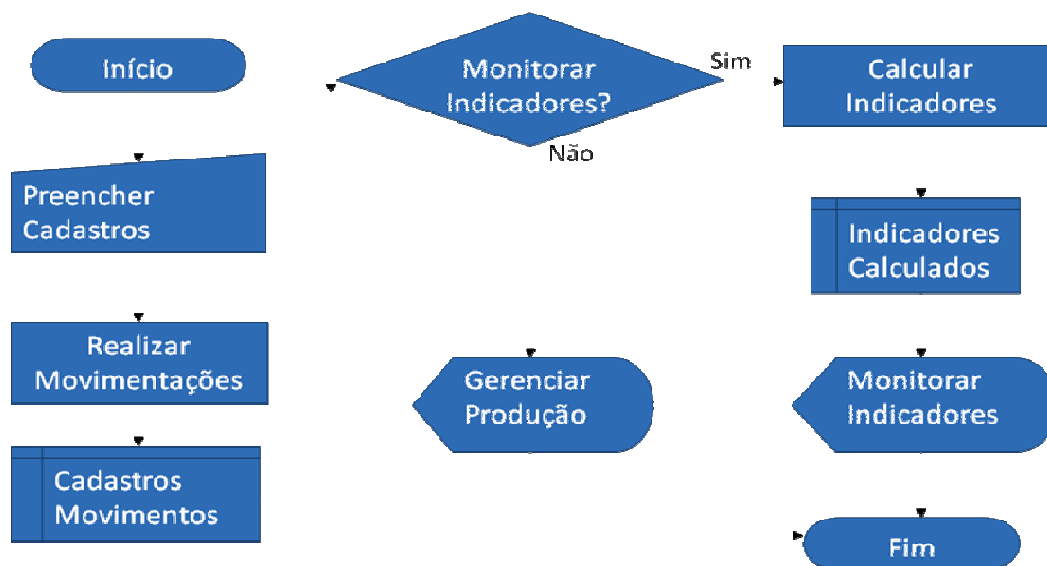 Início
Preencher
Cadastros
Realizar
Movimentações
Cadastros
Movimentos
Monitorar
Indicadores?
Sim
Não
Gerenciar
Produção
Calcular
Indicadores
Indicadores
Calculados
Monitorar
Indicadores
Fim